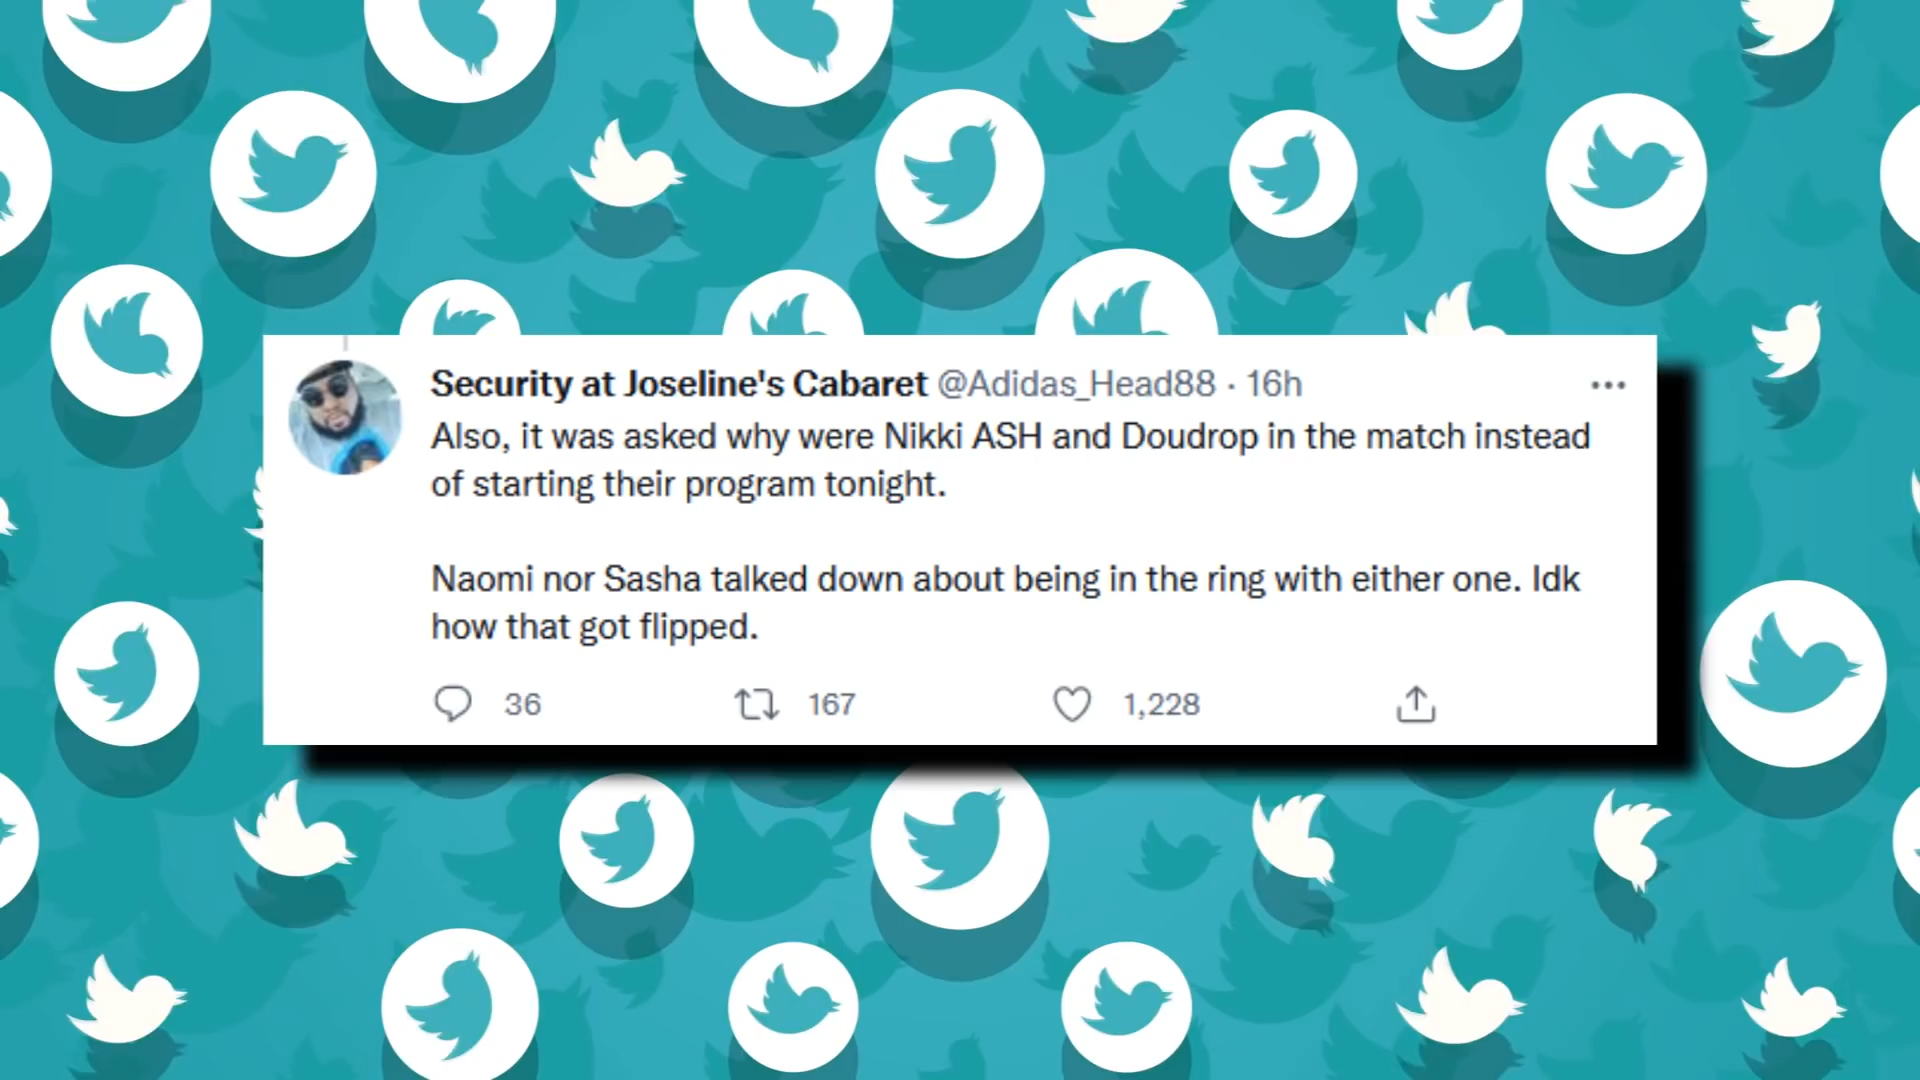 Security at Joseline's Cabaret @Adidas_Head88 · 16h
Also, it was asked why were Nikki ASH and Doudrop in the match instead
of starting their program tonight.
Naomi nor Sasha talked down about being in the ring with either one. Idk
how that got flipped.
36 167 1,228